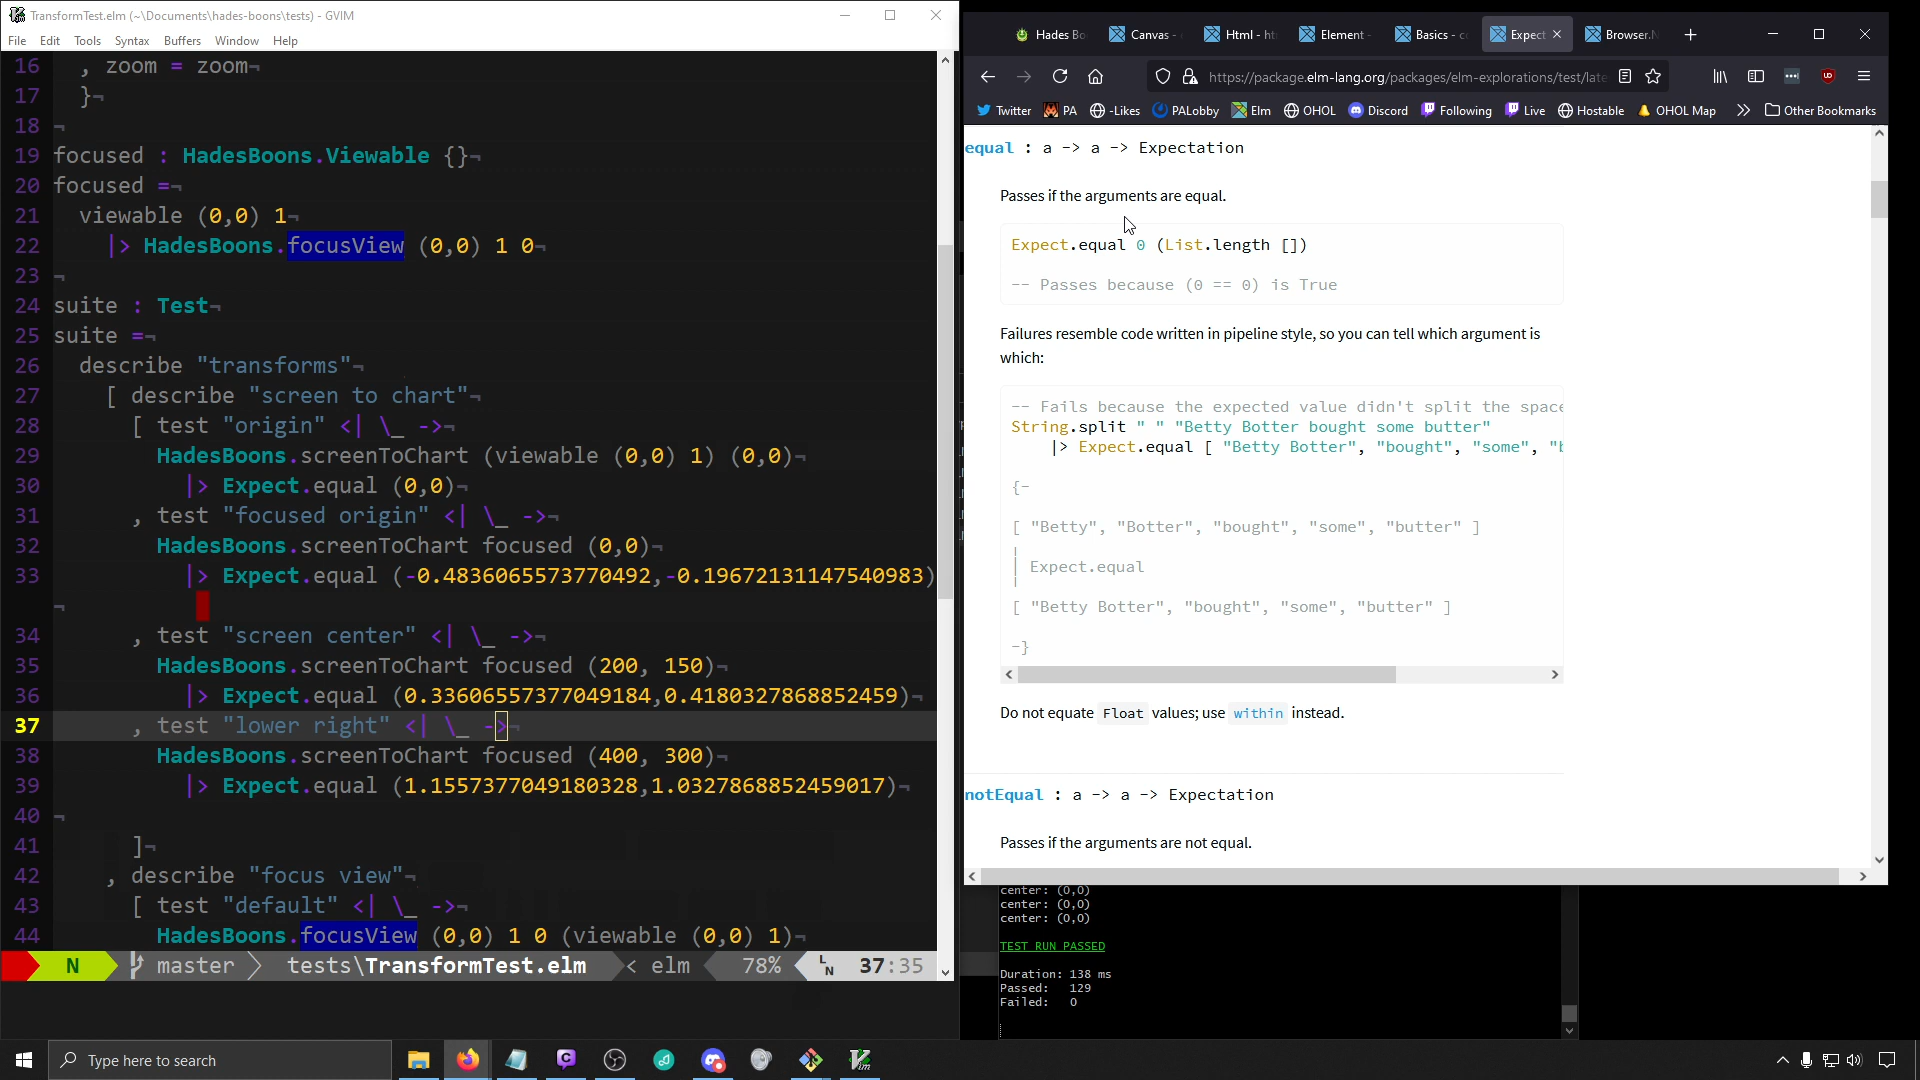 TransformTest.elm (~\Documents\hades-boons\tests) - GVIM
File Edit Tools Syntax Buffers Window Help
16 , zoom = zoom¬
17 }¬
18 ¬
19 focused : HadesBoons.Viewable {}¬
20 focused =¬
21 viewable (0,0) 1¬
22 |> HadesBoons.focusView (0,0) 1 0¬
23 ¬
24 suite : Test¬
25 suite =¬
26 describe "transforms"¬
27 [ describe "screen to chart"¬
28 [ test "origin" <| \_ ->¬
29 HadesBoons.screenToChart (viewable (0,0) 1) (0,0)¬
30 |> Expect.equal (0,0)¬
31 , test "focused origin" <| \_ ->¬
32 HadesBoons.screenToChart focused (0,0)¬
33 |> Expect.equal (-0.4836065573770492,-0.19672131147540983)
¬
34 , test "screen center" <| \_ ->¬
35 HadesBoons.screenToChart focused (200, 150)¬
36 |> Expect.equal (0.33606557377049184,0.4180327868852459)¬
37 , test "lower right" <| \_ ->¬
38 HadesBoons.screenToChart focused (400, 300)¬
39 |> Expect.equal (1.1557377049180328,1.0327868852459017)¬
40 ¬
41 ]¬
42 , describe "focus view"¬
43 [ test "default" <| \_ ->¬
44 HadesBoons.focusView (0,0) 1 0 (viewable (0,0) 1)¬
N master tests\TransformTest.elm < elm 78% LN 37:35
Hades Bo Canvas - Html - ht Element - Basics - c Expect Browser.N
https://package.elm-lang.org/packages/elm-explorations/test/late
Twitter PA -Likes PALobby Elm OHOL Discord Following Live Hostable OHOL Map Other Bookmarks
equal : a -> a -> Expectation
Passes if the arguments are equal.
Expect.equal 0 (List.length [])
-- Passes because (0 == 0) is True
Failures resemble code written in pipeline style, so you can tell which argument is
which:
-- Fails because the expected value didn't split the space
String.split " " "Betty Botter bought some butter"
|> Expect.equal [ "Betty Botter", "bought", "some", "b
{-
[ "Betty", "Botter", "bought", "some", "butter" ]
|
| Expect.equal
|
[ "Betty Botter", "bought", "some", "butter" ]
-}
Do not equate Float values; use within instead.
notEqual : a -> a -> Expectation
Passes if the arguments are not equal.
center: (0,0)
center: (0,0)
center: (0,0)
TEST RUN PASSED
Duration: 138 ms
Passed: 129
Failed: 0
Type here to search